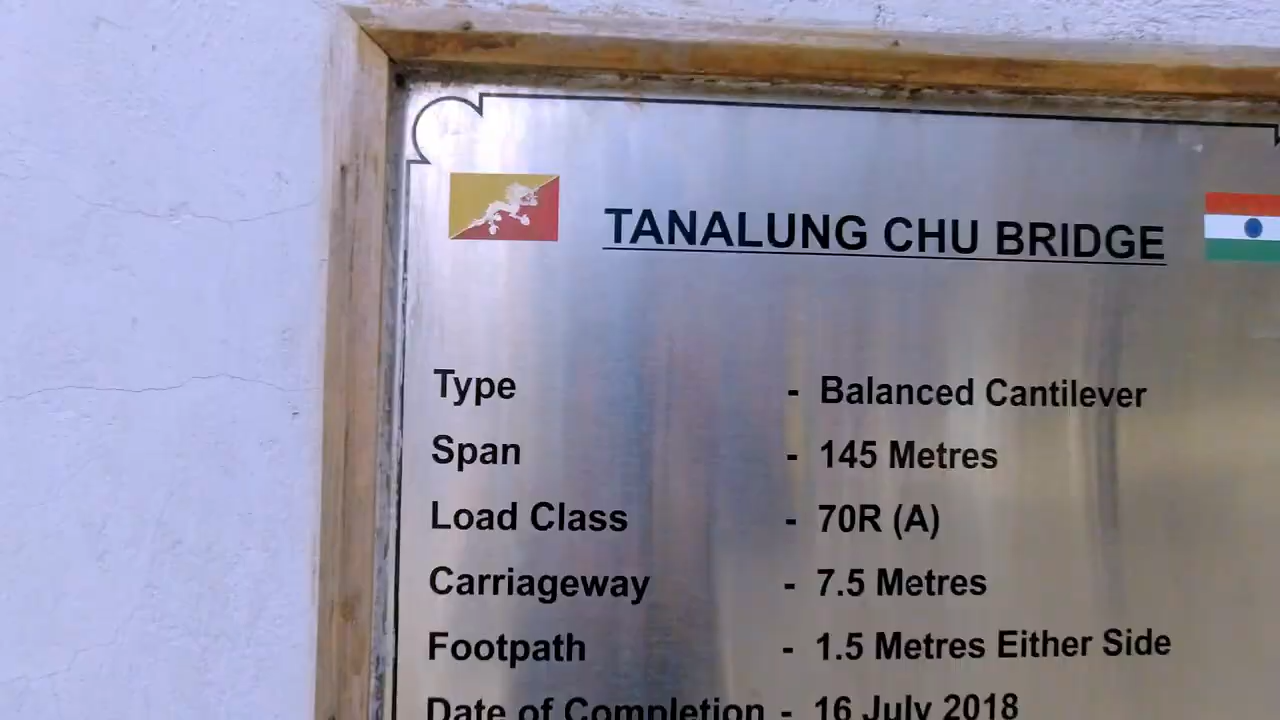 TANALUNG CHU BRIDGE
Type - Balanced Cantilever
Span - 145 Metres
Load Class - 70R (A)
Carriageway - 7.5 Metres
Footpath - 1.5 Metres Either Side
Date of Completion - 16 July 2018